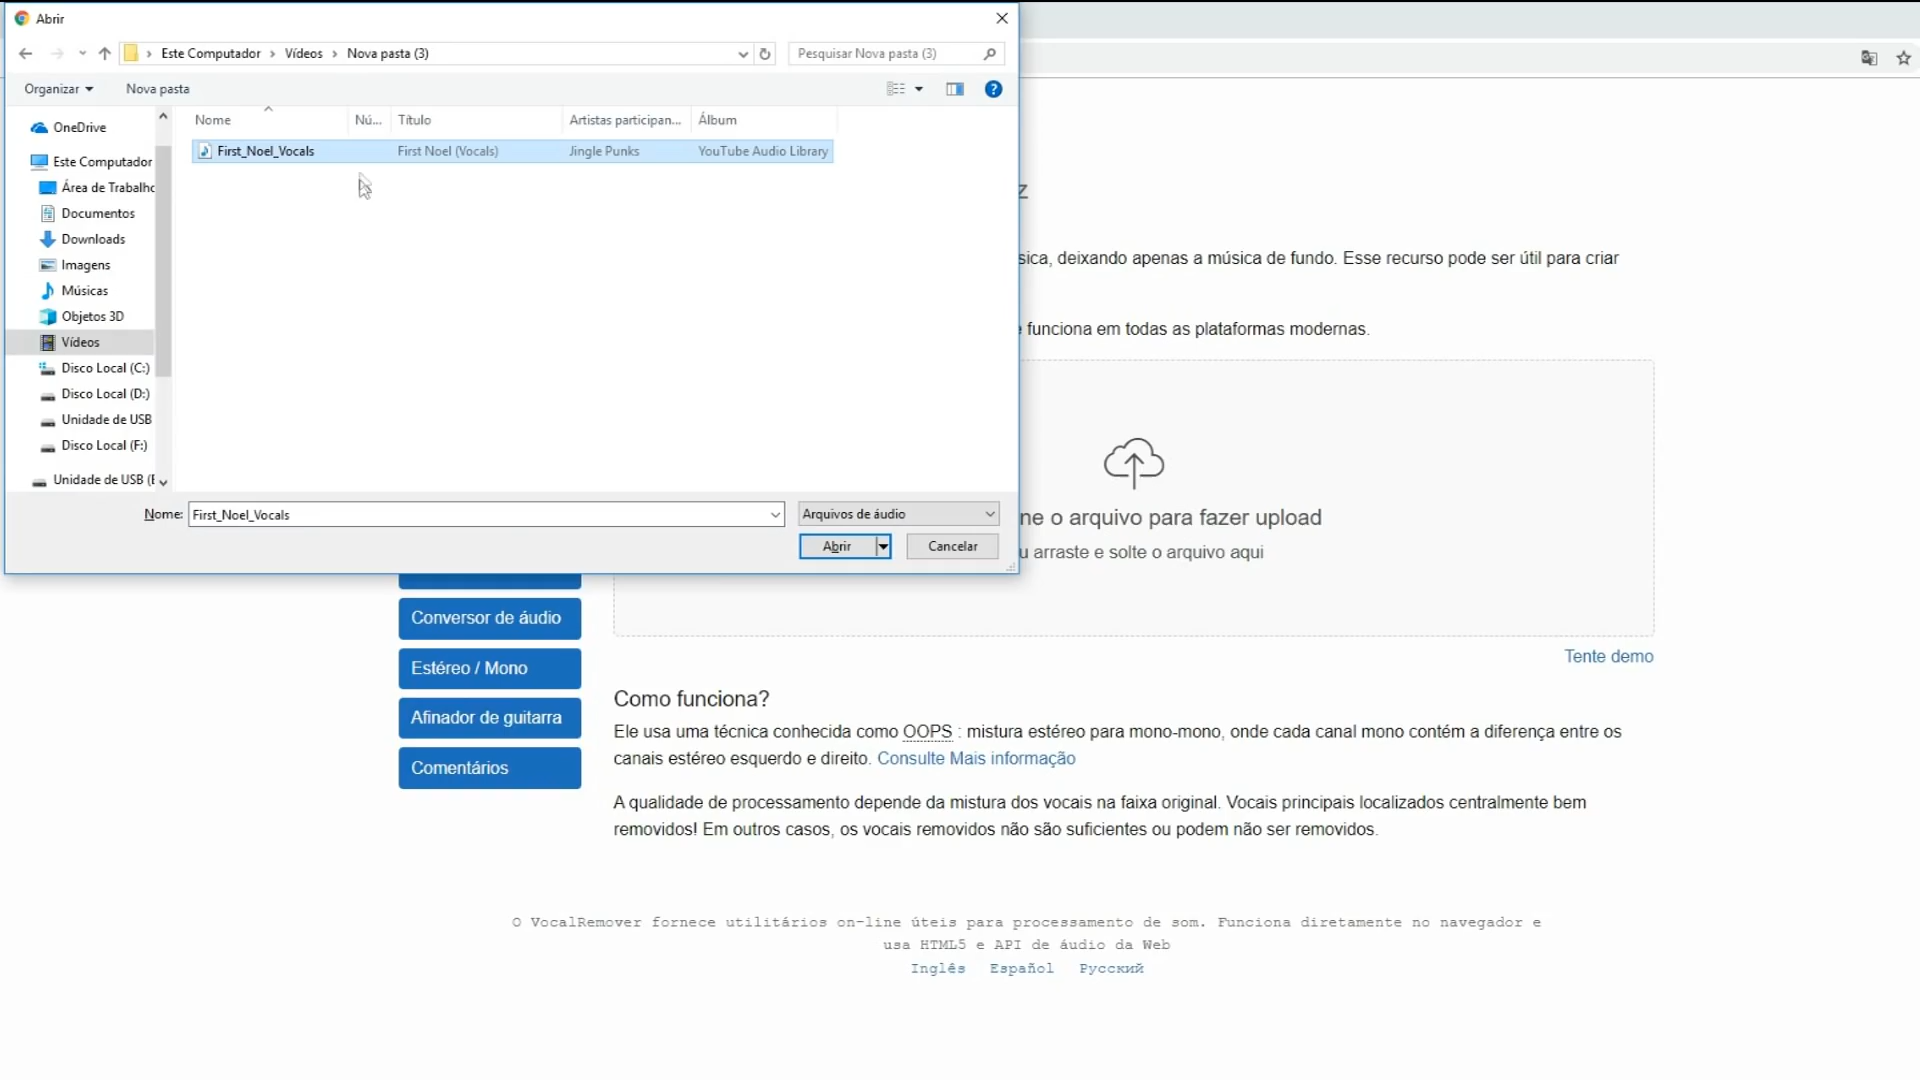 Abrir
Este Computador > Vídeos > Nova pasta (3)
Pesquisar Nova pasta (3)
Organizar
Nova pasta
Nome
Nú...
Título
Artistas participan...
Álbum
First_Noel_Vocals
First Noel (Vocals)
Jingle Punks
YouTube Audio Library
OneDrive
Este Computador
Área de Trabalho
Documentos
Downloads
Imagens
Músicas
Objetos 3D
Vídeos
Disco Local (C:)
Disco Local (D:)
Unidade de USB
Disco Local (F:)
Unidade de USB (E
Nome:
First_Noel_Vocals
Arquivos de áudio
Abrir
Cancelar
z
sica, deixando apenas a música de fundo. Esse recurso pode ser útil para criar
e funciona em todas as plataformas modernas.
ne o arquivo para fazer upload
u arraste e solte o arquivo aqui
Tente demo
Conversor de áudio
Estéreo / Mono
Afinador de guitarra
Comentários
Como funciona?
Ele usa uma técnica conhecida como OOPS : mistura estéreo para mono-mono, onde cada canal mono contém a diferença entre os
canais estéreo esquerdo e direito. Consulte Mais informação
A qualidade de processamento depende da mistura dos vocais na faixa original. Vocais principais localizados centralmente bem
removidos! Em outros casos, os vocais removidos não são suficientes ou podem não ser removidos.
O VocalRemover fornece utilitários on-line úteis para processamento de som. Funciona diretamente no navegador e
usa HTML5 e API de áudio da Web
Inglês Español Русский